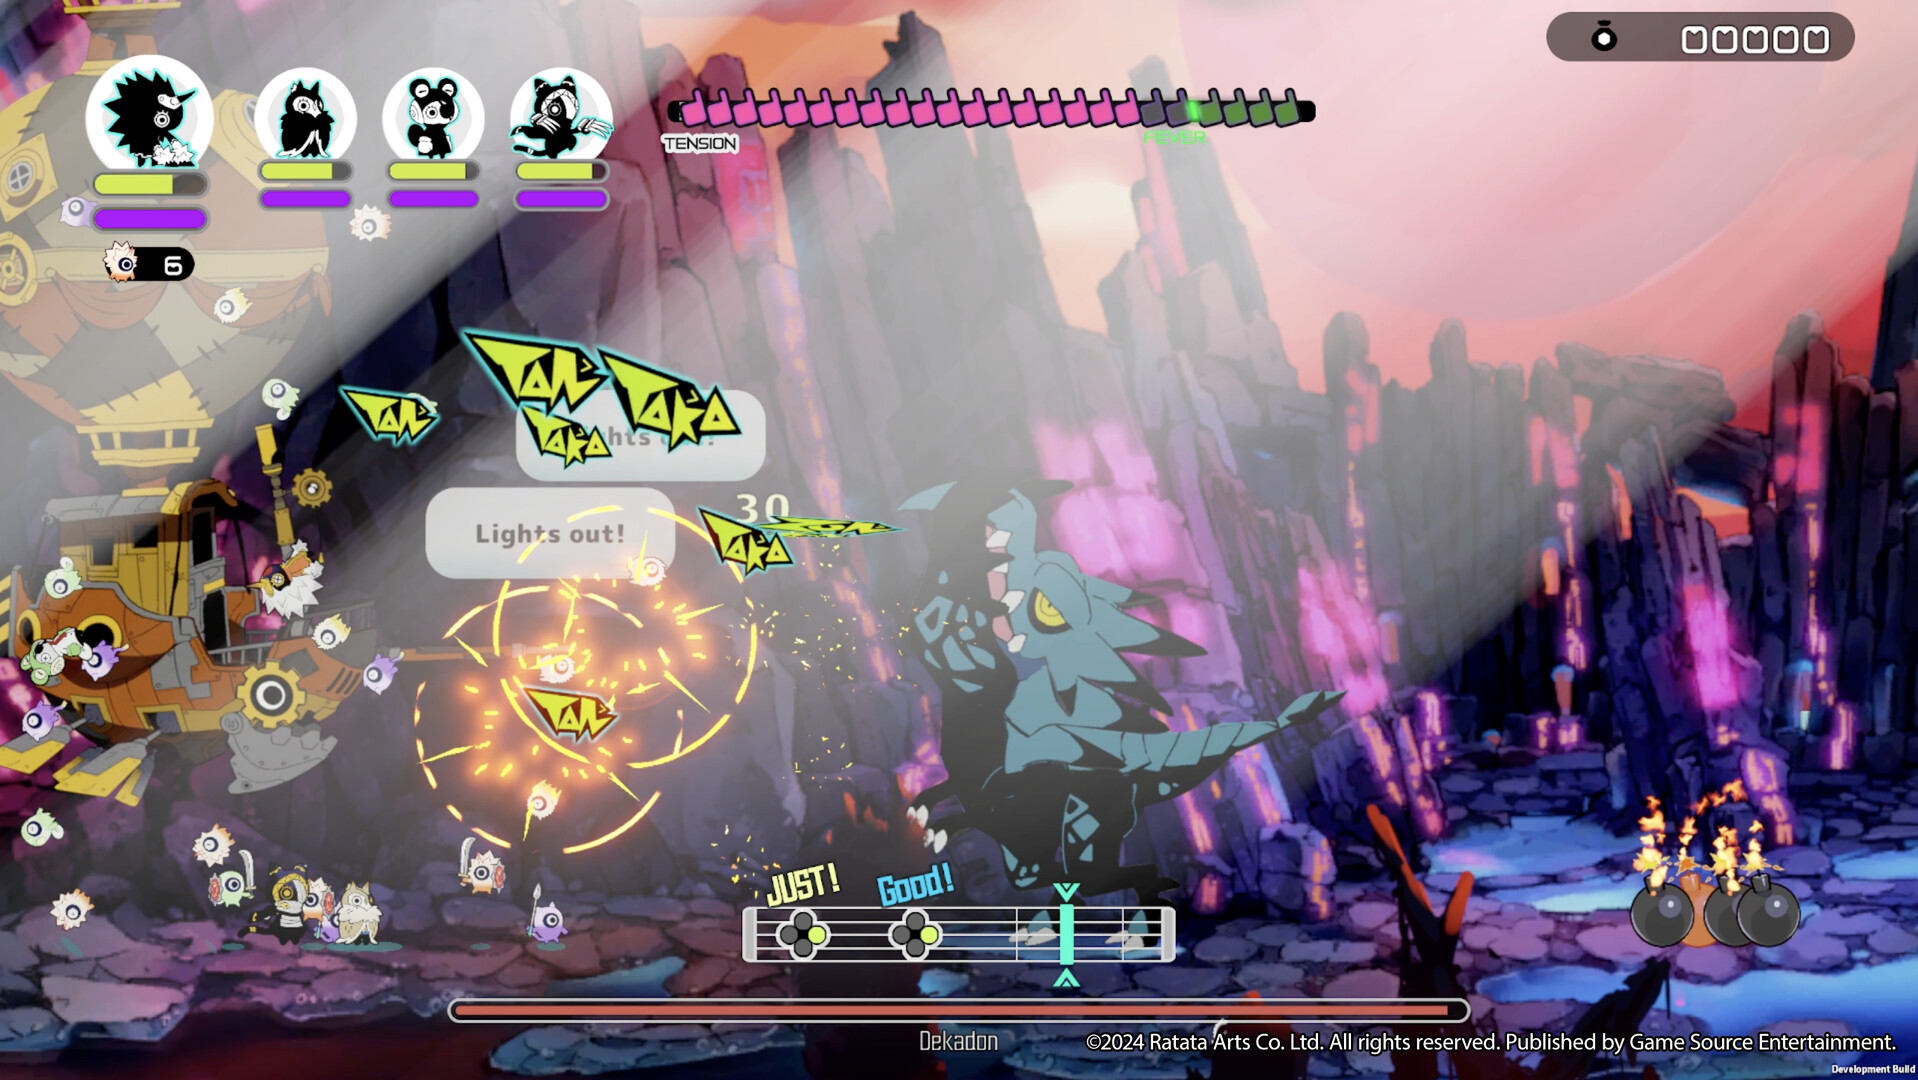 00000
TENSION
FEVER
6
TAN
TAN
TAKA
TAKA
Lights out!
30
TAKA
TAN
JUST!
Good!
Dekadon
©2024 Ratata Arts Co. Ltd. All rights reserved. Published by Game Source Entertainment.
Development Build